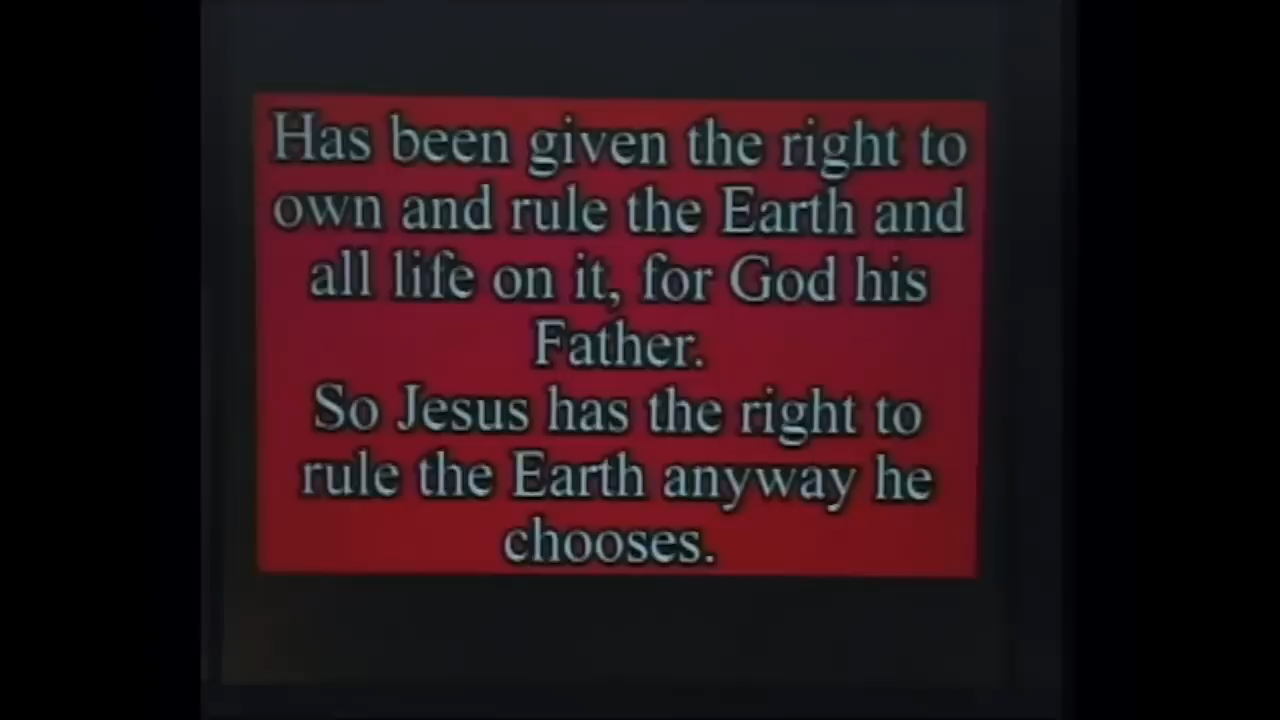 Has been given the right to
own and rule the Earth and
all life on it, for God his
Father.
So Jesus has the right to
rule the Earth anyway he
chooses.